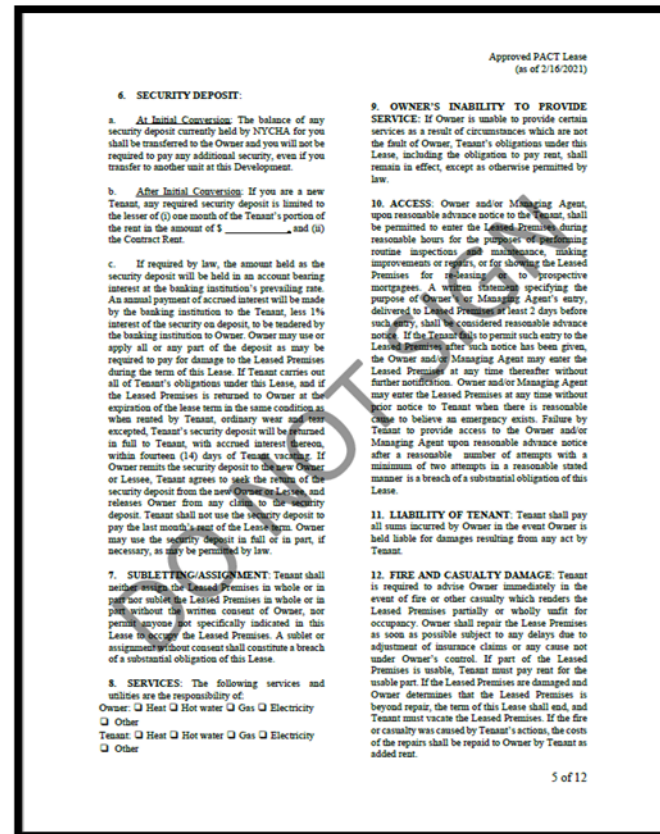 Approved PACT Lease
(as of 2/16/2021)
6. SECURITY DEPOSIT:
a. At Initial Conversion: The balance of any
security deposit currently held by NYCHA for you
shall be transferred to the Owner and you will not be
required to pay any additional security, even if you
transfer to another unit at this Development.
b. After Initial Conversion: If you are a new
Tenant, any required security deposit is limited to
the lesser of (i) one month of the Tenant's portion of
the rent in the amount of $ ____________, and (ii)
the Contract Rent.
c. If required by law, the amount held as the
security deposit will be held in an account bearing
interest at the banking institution's prevailing rate.
An annual payment of accrued interest will be made
by the banking institution to the Tenant, less 1%
interest of the security on deposit, to be tendered by
the banking institution to Owner. Owner may use or
apply all or any part of the deposit as may be
required to pay for damage to the Leased Premises
during the term of this Lease. If Tenant carries out
all of Tenant's obligations under this Lease, and if
the Leased Premises is returned to Owner at the
expiration of the lease term in the same condition as
when rented by Tenant, ordinary wear and tear
excepted, Tenant's security deposit will be returned
in full to Tenant, with accrued interest thereon,
within fourteen (14) days of Tenant vacating. If
Owner remits the security deposit to the new Owner
or Lessee, Tenant agrees to seek the return of the
security deposit from the new Owner or Lessee, and
releases Owner from any claim to the security
deposit. Tenant shall not use the security deposit to
pay the last month's rent of the Lease term. Owner
may use the security deposit in full or in part, if
necessary, as may be permitted by law.
7. SUBLETTING/ASSIGNMENT: Tenant shall
neither assign the Leased Premises in whole or in
part nor sublet the Leased Premises in whole or in
part without the written consent of Owner, nor
permit anyone not specifically indicated in this
Lease to occupy the Leased Premises. A sublet or
assignment without consent shall constitute a breach
of a substantial obligation of this Lease.
8. SERVICES: The following services and
utilities are the responsibility of:
Owner: ❑ Heat ❑ Hot water ❑ Gas ❑ Electricity
❑ Other
Tenant: ❑ Heat ❑ Hot water ❑ Gas ❑ Electricity
❑ Other
9. OWNER'S INABILITY TO PROVIDE
SERVICE: If Owner is unable to provide certain
services as a result of circumstances which are not
the fault of Owner, Tenant's obligations under this
Lease, including the obligation to pay rent, shall
remain in effect, except as otherwise permitted by
law.
10. ACCESS: Owner and/or Managing Agent,
upon reasonable advance notice to the Tenant, shall
be permitted to enter the Leased Premises during
reasonable hours for the purposes of performing
routine inspections and maintenance, making
improvements or repairs, or for showing the Leased
Premises for re-leasing or to prospective
mortgagees. A written statement specifying the
purpose of Owner's or Managing Agent's entry,
delivered to Leased Premises at least 2 days before
such entry, shall be considered reasonable advance
notice. If the Tenant fails to permit such entry to the
Leased Premises after such notice has been given,
the Owner and/or Managing Agent may enter the
Leased Premises at any time thereafter without
further notification. Owner and/or Managing Agent
may enter the Leased Premises at any time without
prior notice to Tenant when there is reasonable
cause to believe an emergency exists. Failure by
Tenant to provide access to the Owner and/or
Managing Agent upon reasonable advance notice
after a reasonable number of attempts with a
minimum of two attempts in a reasonable stated
manner is a breach of a substantial obligation of this
Lease.
11. LIABILITY OF TENANT: Tenant shall pay
all sums incurred by Owner in the event Owner is
held liable for damages resulting from any act by
Tenant.
12. FIRE AND CASUALTY DAMAGE: Tenant
is required to advise Owner immediately in the
event of fire or other casualty which renders the
Leased Premises partially or wholly unfit for
occupancy. Owner shall repair the Lease Premises
as soon as possible subject to any delays due to
adjustment of insurance claims or any cause not
under Owner's control. If part of the Leased
Premises is usable, Tenant must pay rent for the
usable part. If the Leased Premises are damaged and
Owner determines that the Leased Premises is
beyond repair, the term of this Lease shall end, and
Tenant must vacate the Leased Premises. If the fire
or casualty was caused by Tenant's actions, the costs
of the repairs shall be repaid to Owner by Tenant as
added rent.
5 of 12
DO NOT SIGN